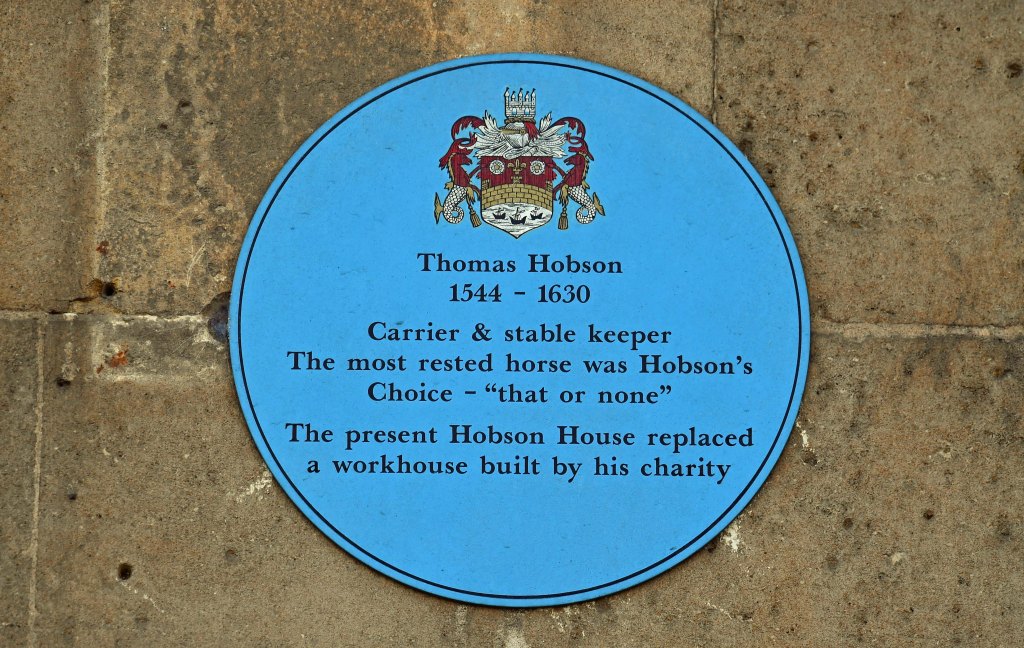 Thomas Hobson
1544 – 1630
Carrier & stable keeper
The most rested horse was Hobson's
Choice – “that or none”
The present Hobson House replaced
a workhouse built by his charity